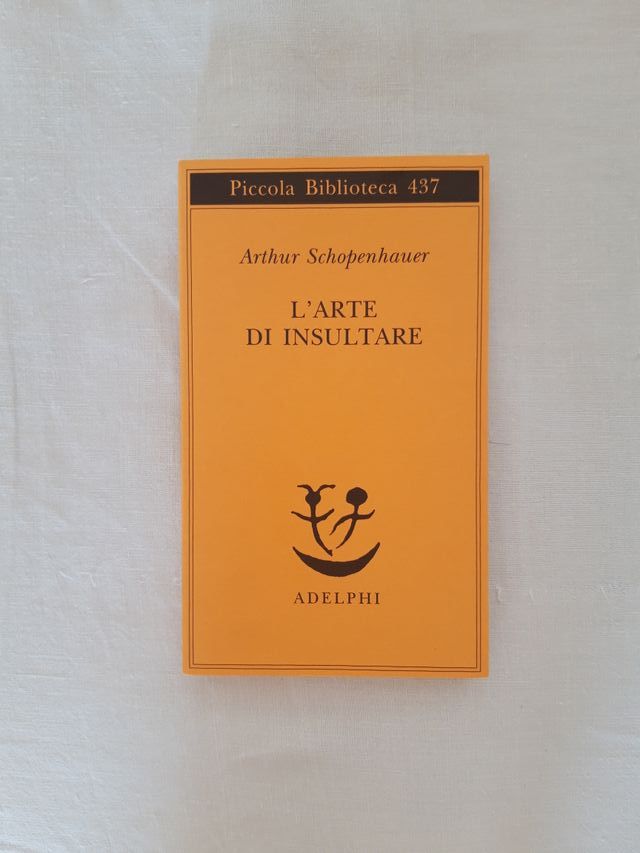 Piccola Biblioteca 437
Arthur Schopenhauer
L'ARTE
DI INSULTARE
ADELPHI